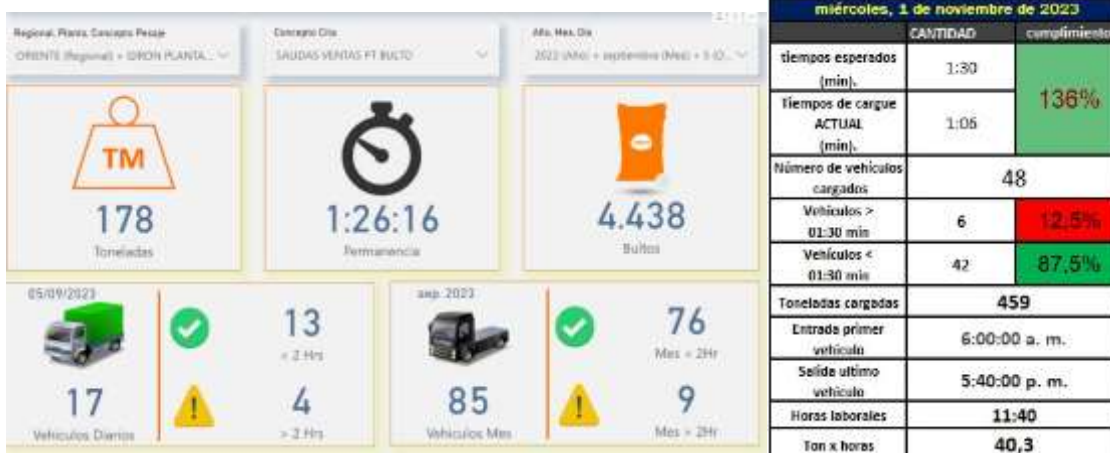 Regional, Planta, Concepto Pesaje
ORIENTE (Regional) + GIRON PLANTA...
Concepto Cita
SALIDAS VENTAS PT BULTO
Año, Mes, Dia
2023 (Año) + septiembre (Mes) + 5 (D...
TM
178
Toneladas
1:26:16
Permanencia
4.438
Bultos
05/09/2023
13
< 2 Hrs
17
Vehiculos Diarios
4
> 2 Hrs
sep. 2023
76
Mes < 2Hr
85
Vehiculos Mes
9
Mes > 2Hr
miércoles, 1 de noviembre de 2023
CANTIDAD
cumplimiento
tiempos esperados
(min).
1:30
136%
Tiempos de cargue
ACTUAL
(min).
1:06
Número de vehículos
cargados
48
Vehículos >
01:30 min
6
12,5%
Vehículos <
01:30 min
42
87,5%
Toneladas cargadas
459
Entrada primer
vehiculo
6:00:00 a. m.
Salida ultimo
vehiculo
5:40:00 p. m.
Horas laborales
11:40
Ton x horas
40,3